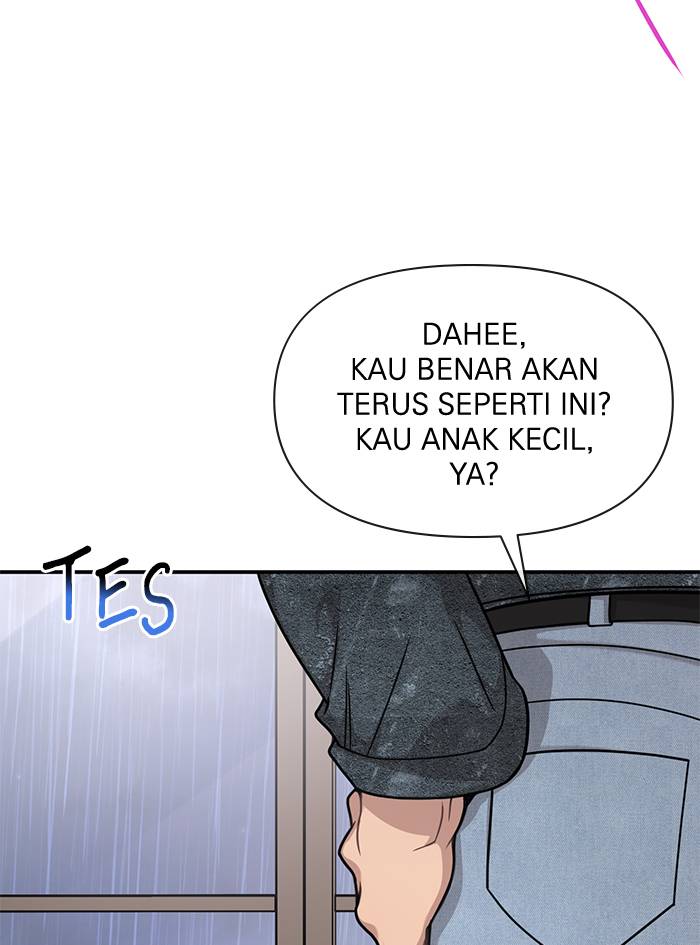 DAHEE,
KAU BENAR AKAN
TERUS SEPERTI INI?
KAU ANAK KECIL,
YA?
TES